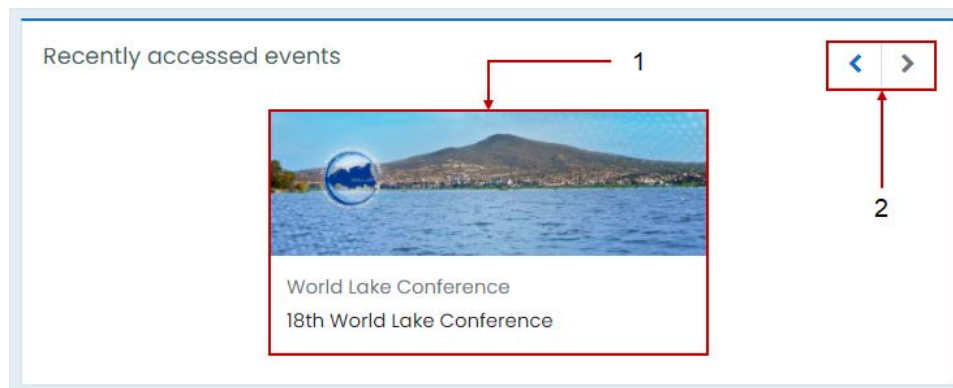 Recently accessed events
1
2
World Lake Conference
18th World Lake Conference